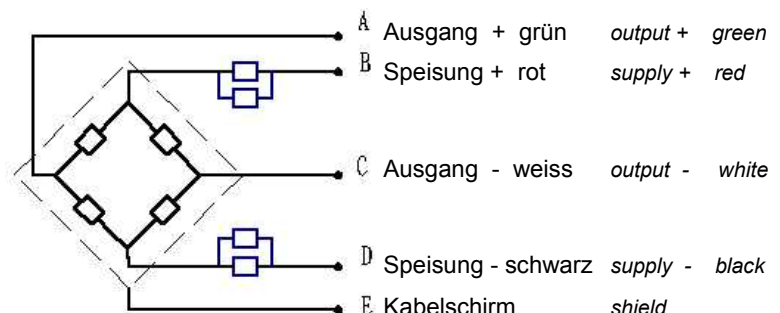 A Ausgang + grün output + green
B Speisung + rot supply + red
C Ausgang - weiss output - white
D Speisung - schwarz supply - black
E Kabelschirm shield